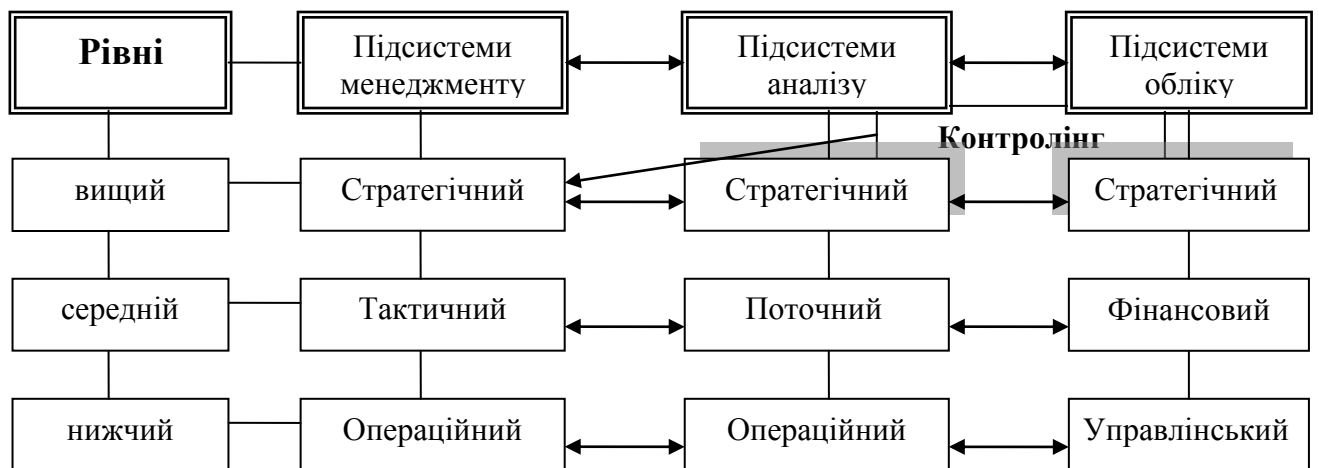 Рівні
Підсистеми
менеджменту
Підсистеми
аналізу
Підсистеми
обліку
Контролінг
вищий
Стратегічний
Стратегічний
Стратегічний
середній
Тактичний
Поточний
Фінансовий
нижчий
Операційний
Операційний
Управлінський